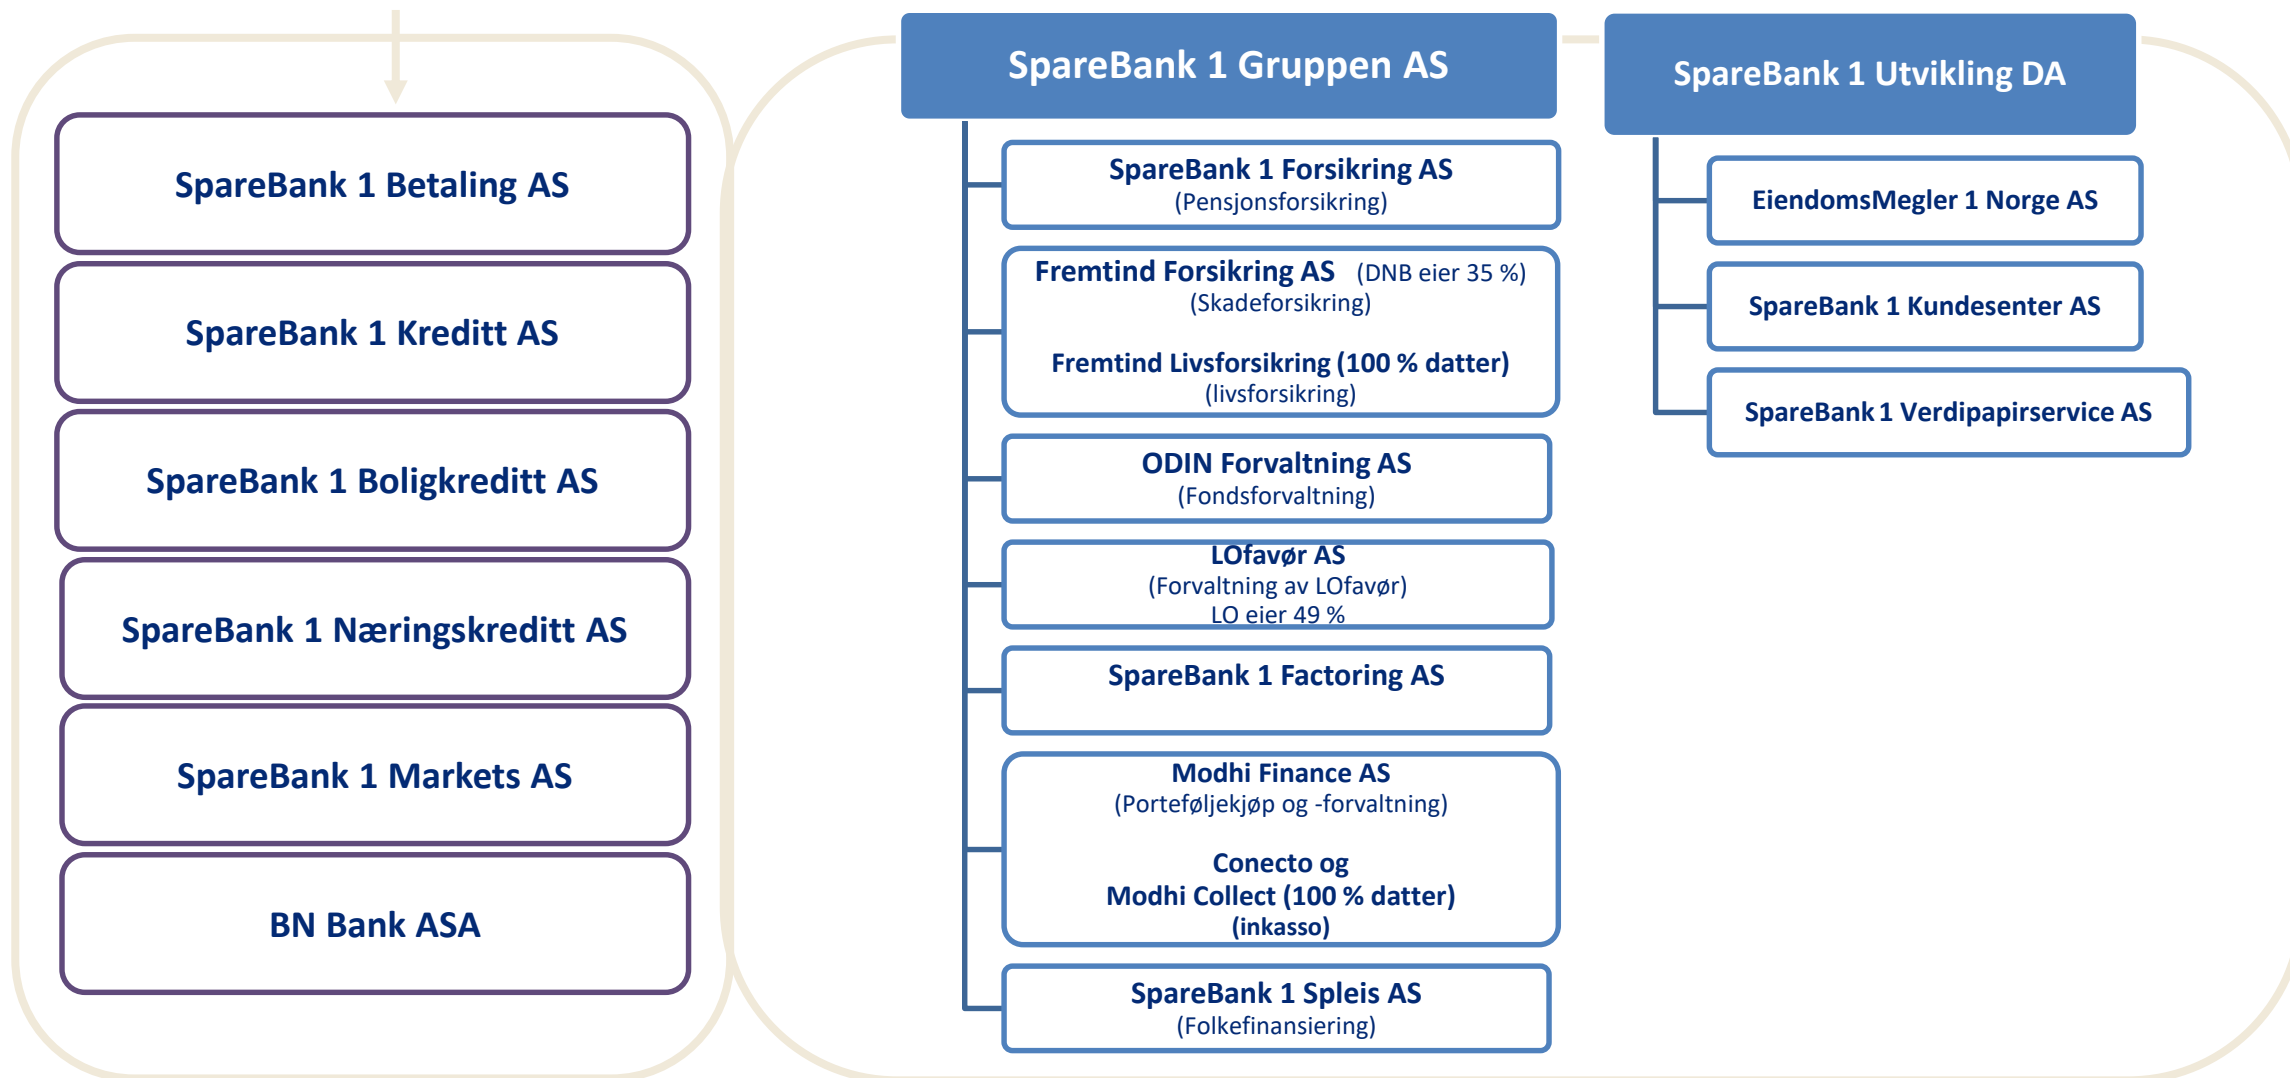 SpareBank 1 Betaling AS
SpareBank 1 Kreditt AS
SpareBank 1 Boligkreditt AS
SpareBank 1 Næringskreditt AS
SpareBank 1 Markets AS
BN Bank ASA
SpareBank 1 Gruppen AS
SpareBank 1 Forsikring AS
(Pensjonsforsikring)
Fremtind Forsikring AS (DNB eier 35 %)
(Skadeforsikring)
Fremtind Livsforsikring (100 % datter)
(livsforsikring)
ODIN Forvaltning AS
(Fondsforvaltning)
LOfavør AS
(Forvaltning av LOfavør)
LO eier 49 %
SpareBank 1 Factoring AS
Modhi Finance AS
(Porteføljekjøp og -forvaltning)
Conecto og
Modhi Collect (100 % datter)
(inkasso)
SpareBank 1 Spleis AS
(Folkefinansiering)
SpareBank 1 Utvikling DA
EiendomsMegler 1 Norge AS
SpareBank 1 Kundesenter AS
SpareBank 1 Verdipapirservice AS